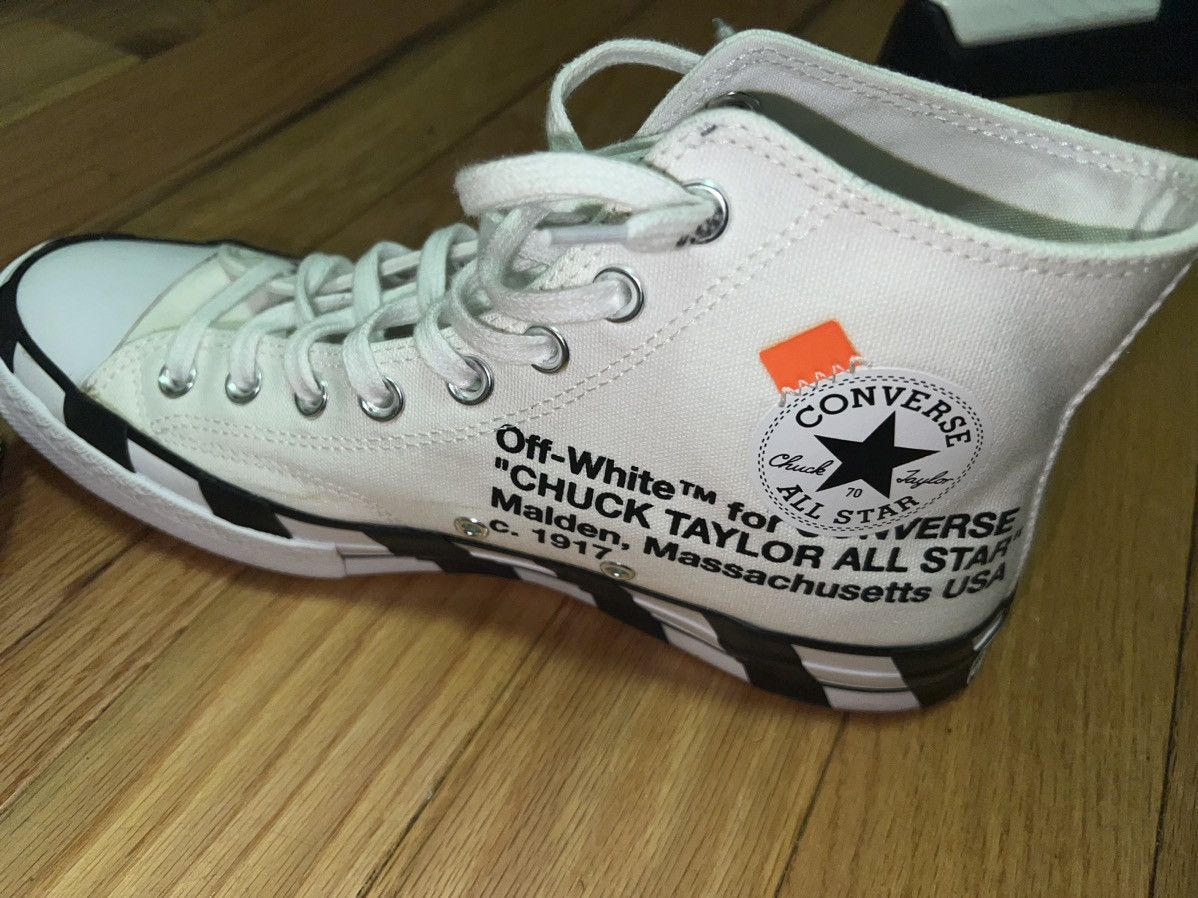 CONVERSE
Chuck Taylor
70
ALL STAR
Off-White™ for CONVERSE
"CHUCK TAYLOR ALL STAR"
Malden, Massachusetts USA
c. 1917